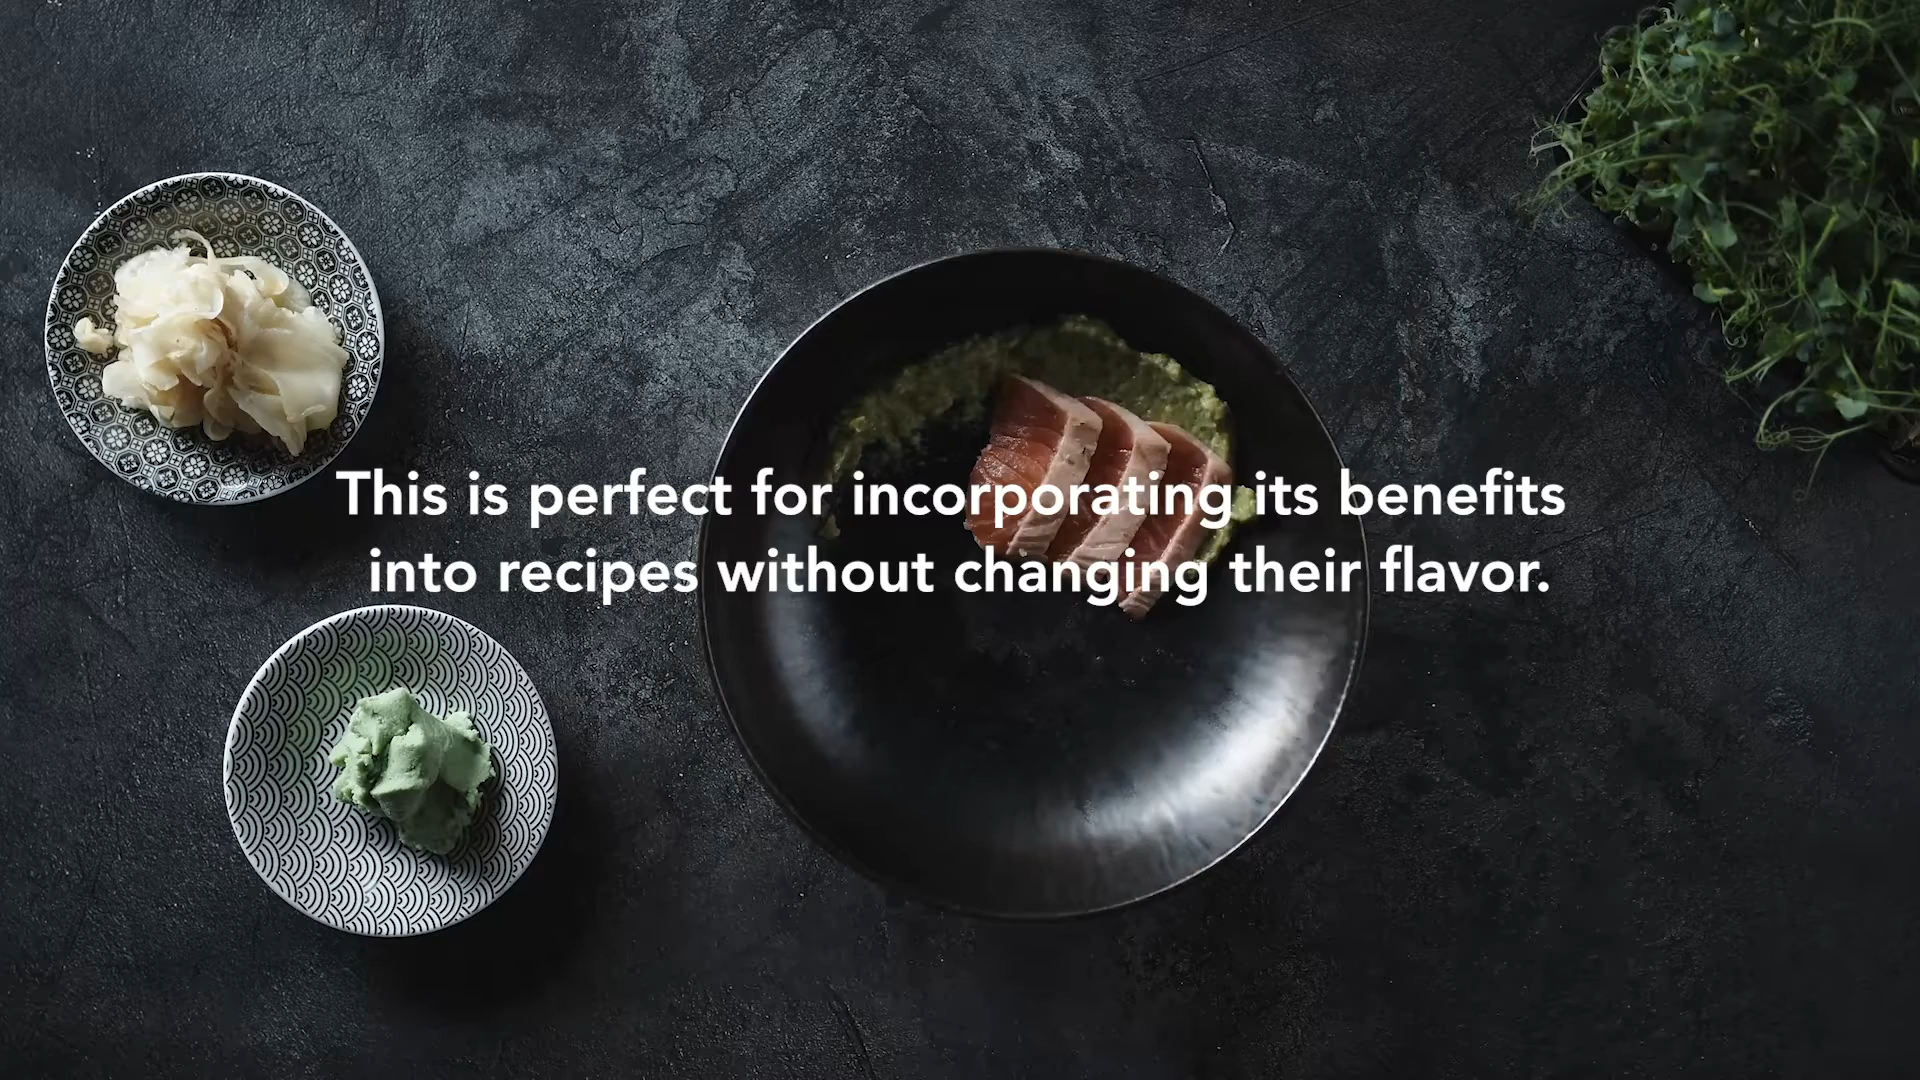 This is perfect for incorporating its benefits
into recipes without changing their flavor.